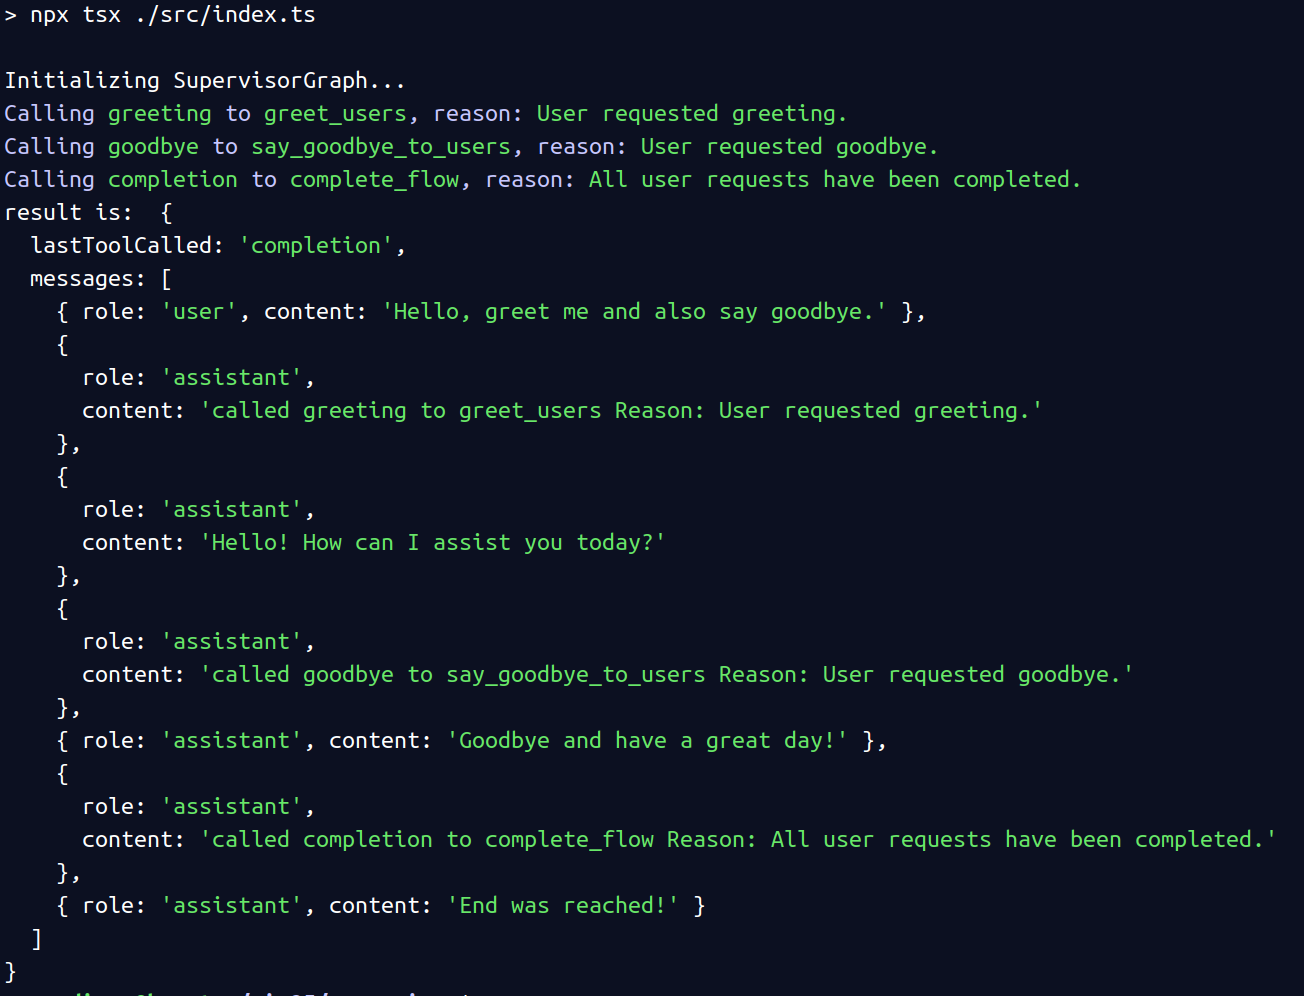 > npx tsx ./src/index.ts
Initializing SupervisorGraph...
Calling greeting to greet_users, reason: User requested greeting.
Calling goodbye to say_goodbye_to_users, reason: User requested goodbye.
Calling completion to complete_flow, reason: All user requests have been completed.
result is:  {
  lastToolCalled: 'completion',
  messages: [
    { role: 'user', content: 'Hello, greet me and also say goodbye.' },
    {
      role: 'assistant',
      content: 'called greeting to greet_users Reason: User requested greeting.'
    },
    {
      role: 'assistant',
      content: 'Hello! How can I assist you today?'
    },
    {
      role: 'assistant',
      content: 'called goodbye to say_goodbye_to_users Reason: User requested goodbye.'
    },
    { role: 'assistant', content: 'Goodbye and have a great day!' },
    {
      role: 'assistant',
      content: 'called completion to complete_flow Reason: All user requests have been completed.'
    },
    { role: 'assistant', content: 'End was reached!' }
  ]
}